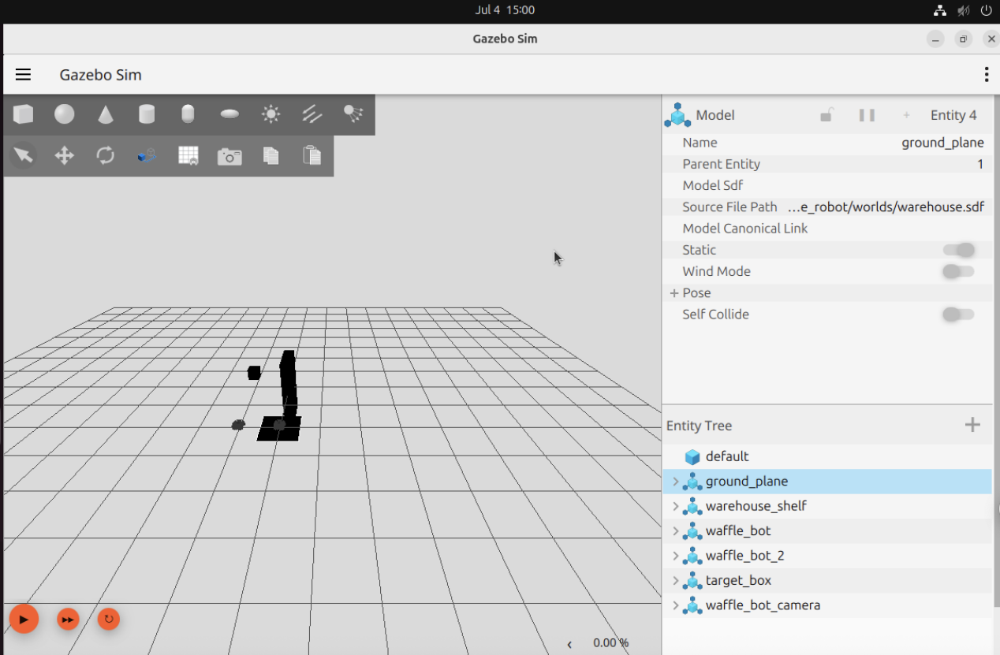 Jul 4 15:00
Gazebo Sim
Gazebo Sim
Model Entity 4
Name ground_plane
Parent Entity 1
Model Sdf
Source File Path ...e_robot/worlds/warehouse.sdf
Model Canonical Link
Static
Wind Mode
+ Pose
Self Collide
Entity Tree
default
ground_plane
warehouse_shelf
waffle_bot
waffle_bot_2
target_box
waffle_bot_camera
0.00 %